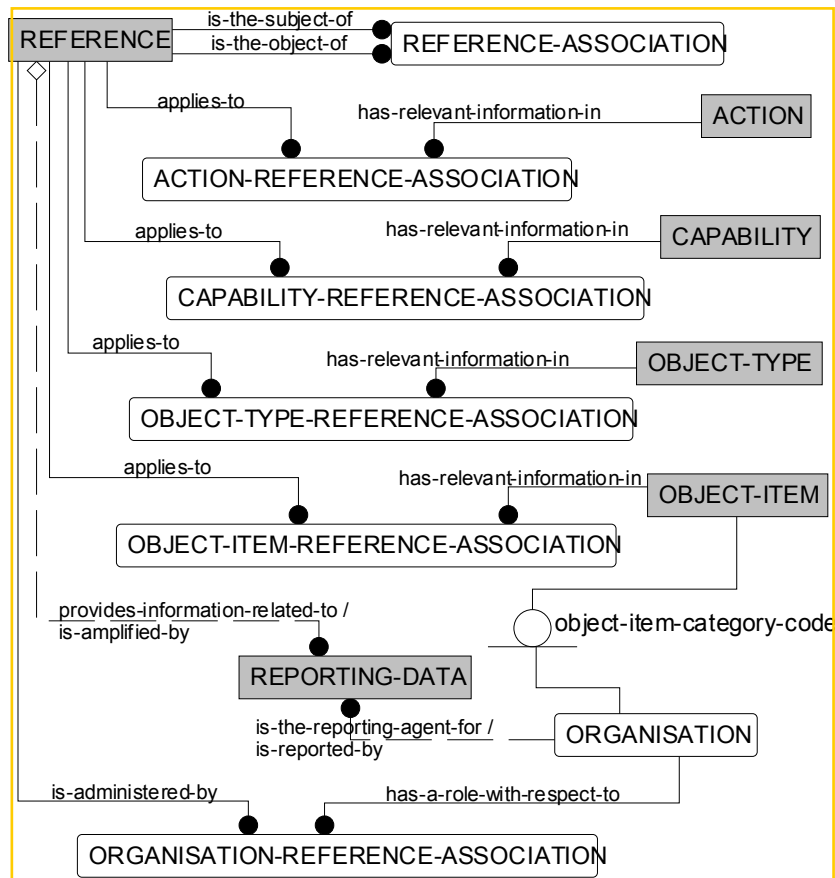 REFERENCE
is-the-subject-of
is-the-object-of
REFERENCE-ASSOCIATION
applies-to
has-relevant-information-in
ACTION
ACTION-REFERENCE-ASSOCIATION
applies-to
has-relevant-information-in
CAPABILITY
CAPABILITY-REFERENCE-ASSOCIATION
applies-to
has-relevant-information-in
OBJECT-TYPE
OBJECT-TYPE-REFERENCE-ASSOCIATION
applies-to
has-relevant-information-in
OBJECT-ITEM
OBJECT-ITEM-REFERENCE-ASSOCIATION
provides-information-related-to /
is-amplified-by
object-item-category-code
REPORTING-DATA
is-the-reporting-agent-for /
is-reported-by
ORGANISATION
is-administered-by
has-a-role-with-respect-to
ORGANISATION-REFERENCE-ASSOCIATION